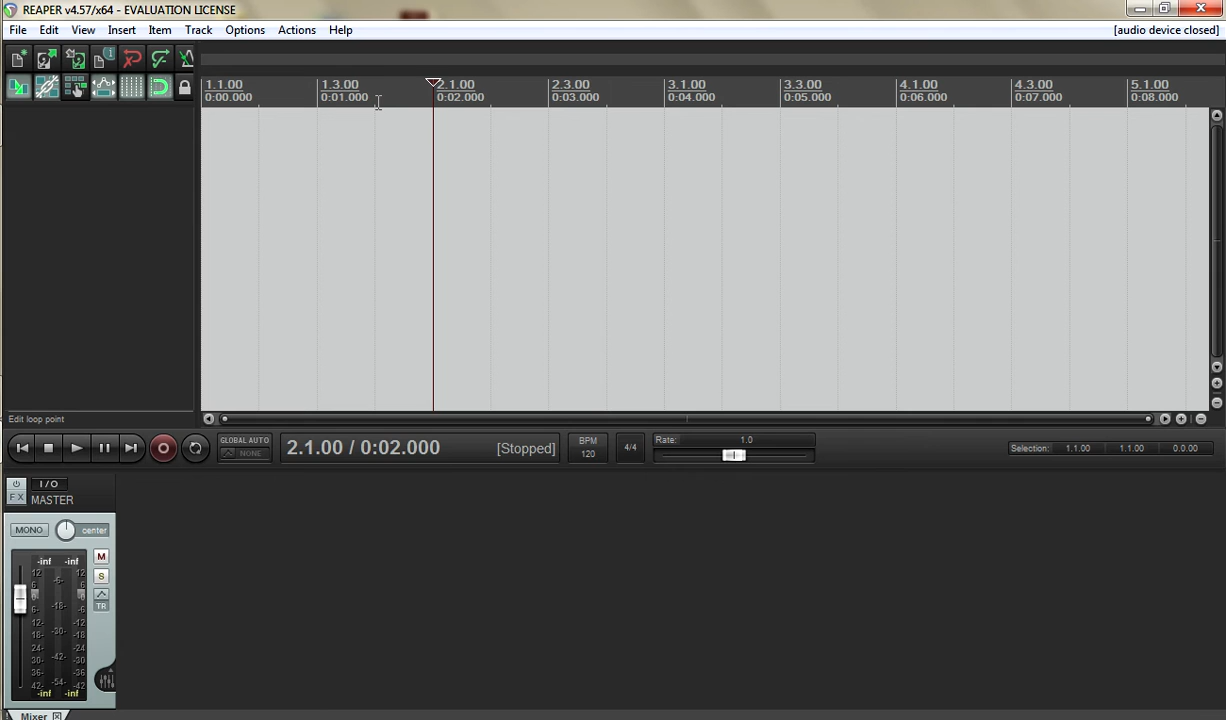 REAPER v4.57/x64 - EVALUATION LICENSE
File Edit View Insert Item Track Options Actions Help [audio device closed]
1.1.00 1.3.00 2.1.00 2.3.00 3.1.00 3.3.00 4.1.00 4.3.00 5.1.00
0:00.000 0:01.000 0:02.000 0:03.000 0:04.000 0:05.000 0:06.000 0:07.000 0:08.000
Edit loop point
GLOBAL AUTO
NONE
2.1.00 / 0:02.000 [Stopped]
BPM
120
4/4
Rate: 1.0
Selection: 1.1.00 1.1.00 0.0.00
I/O
FX MASTER
MONO center
M
-inf -inf
S
12 -6- 12
6 6
TR
6- -18- -6
12- -12
18- -30- -18
24- -24
30- -42- -30
36- -36
42- -54- -42
-inf -inf
Mixer